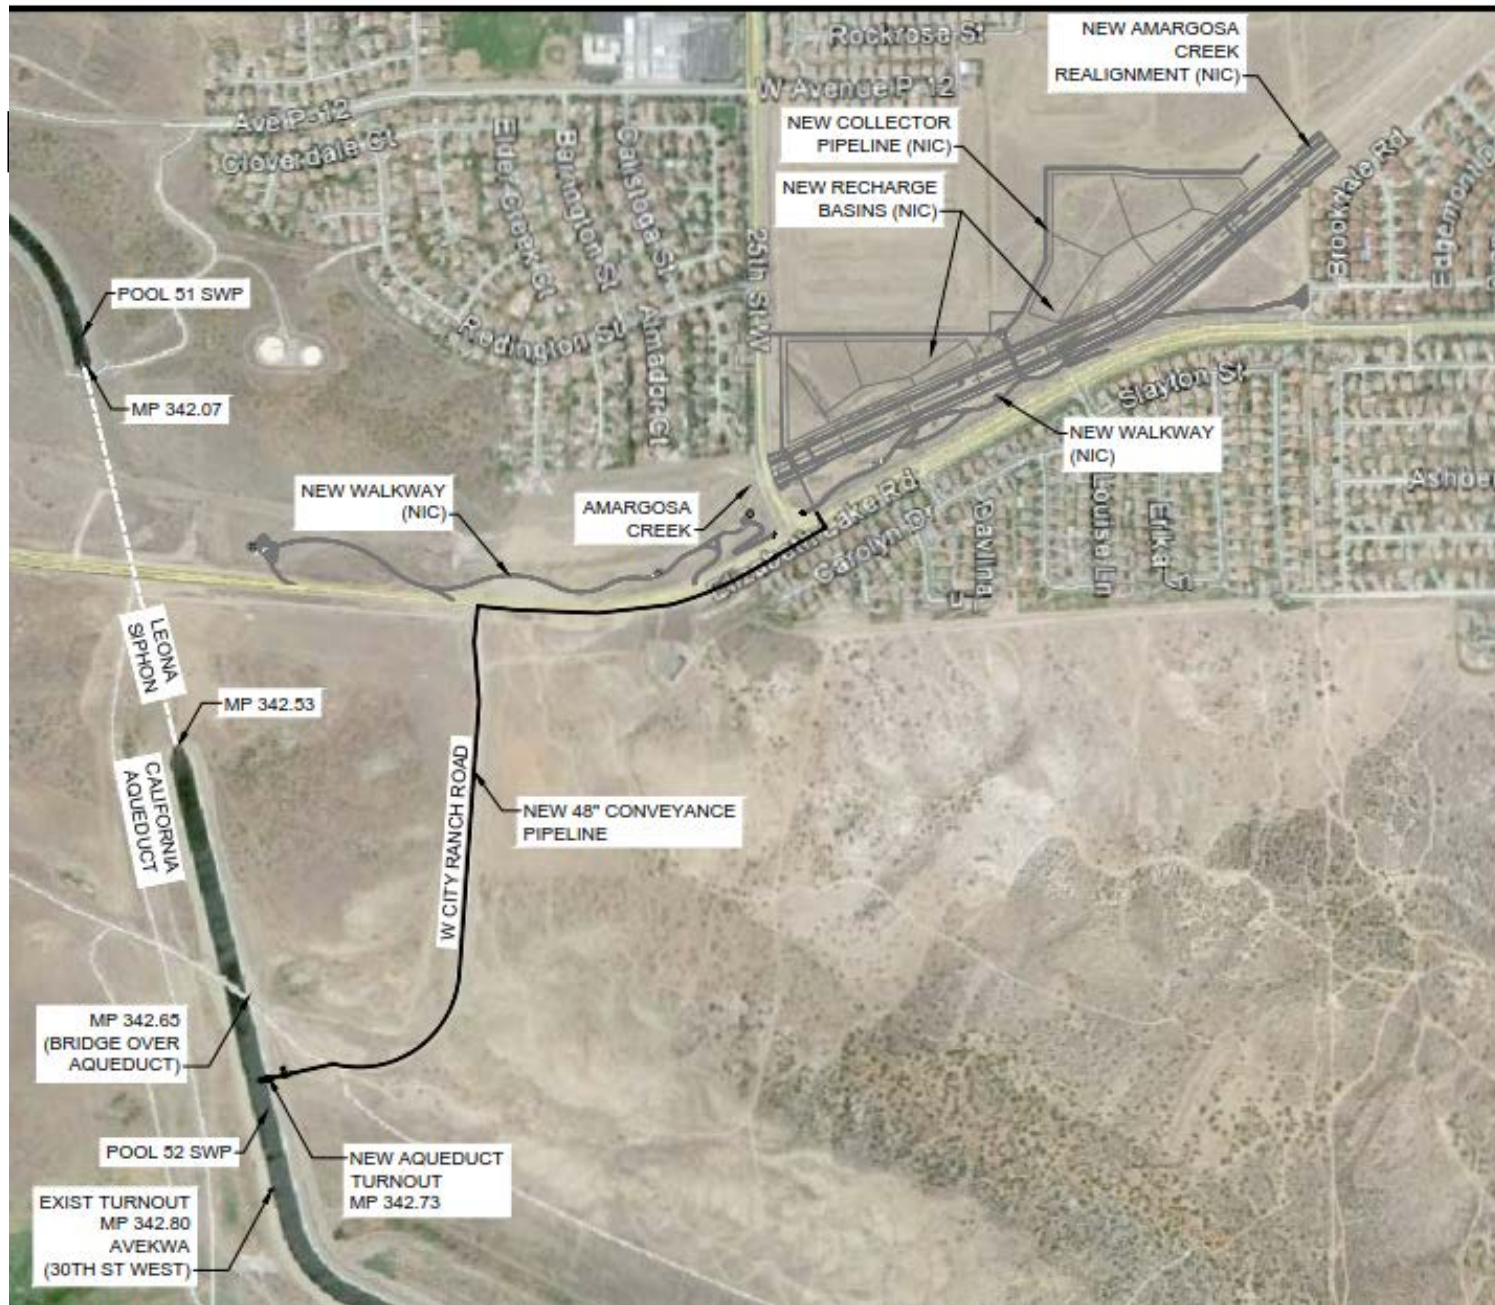 Rockrose St
NEW AMARGOSA
CREEK
REALIGNMENT (NIC)
W Avenue P-12
Ave P-12
NEW COLLECTOR
PIPELINE (NIC)
Cloverdale Ct
Elder Creek Ct
Barrington St
Calistoga St
Brookdale Rd
NEW RECHARGE
BASINS (NIC)
25th St W
POOL 51 SWP
Redington St
Amador Ct
Slayton St
MP 342.07
NEW WALKWAY
(NIC)
NEW WALKWAY
(NIC)
AMARGOSA
CREEK
Elizabeth Lake Rd
Carolyn Dr
Louise Ln
Erika
LEONA
SIPHON
MP 342.53
CALIFORNIA
AQUEDUCT
W CITY RANCH ROAD
NEW 48" CONVEYANCE
PIPELINE
MP 342.65
(BRIDGE OVER
AQUEDUCT)
POOL 52 SWP
NEW AQUEDUCT
TURNOUT
MP 342.73
EXIST TURNOUT
MP 342.80
AVEKWA
(30TH ST WEST)